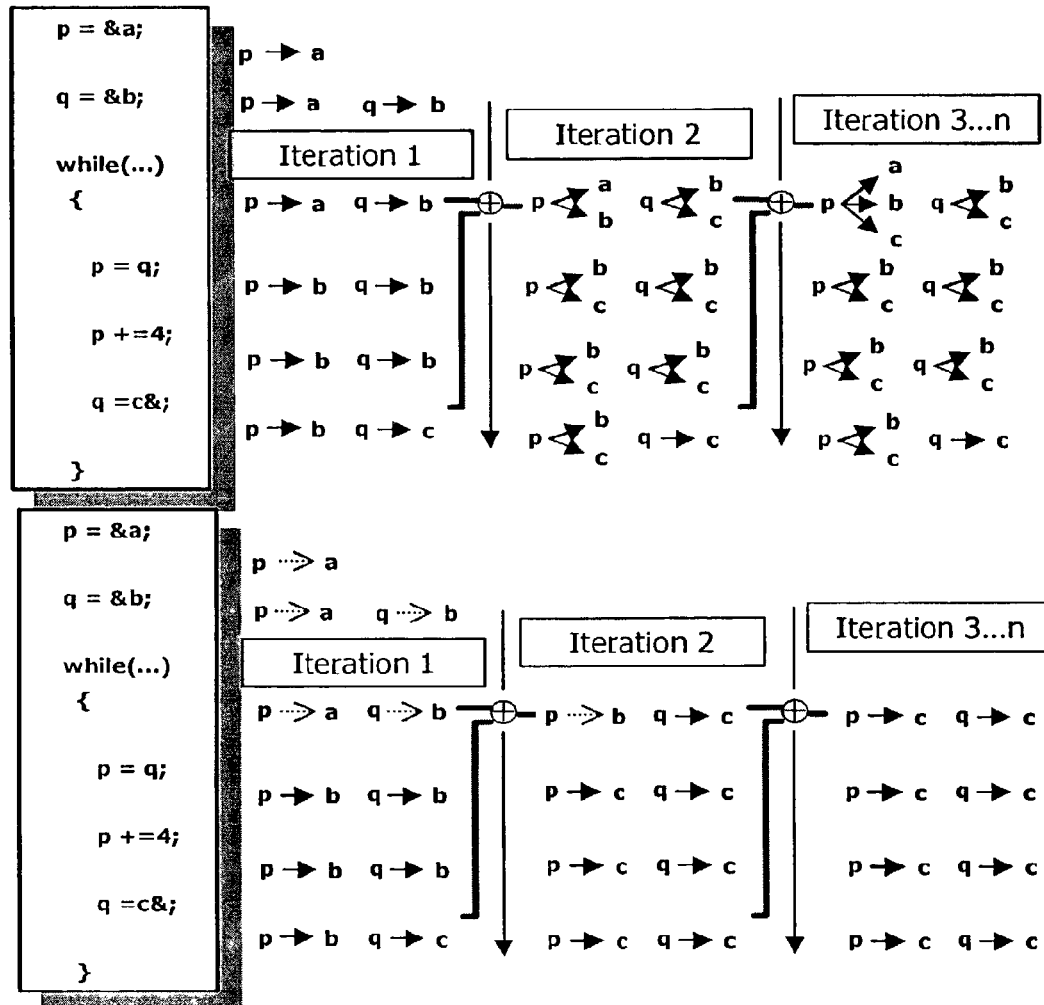 p = &a;
q = &b;
while(...)
{
p = q;
p +=4;
q =c&;
}
p a
p a q b
Iteration 1
Iteration 2
Iteration 3...n
p a q b
p a b q b c
p a b c q b c
p b q b
p b c q b c
p b c q b c
p b q b
p b c q b c
p b c q b c
p b q c
p b c q c
p b c q c
p = &a;
q = &b;
while(...)
{
p = q;
p +=4;
q =c&;
}
p a
p a q b
Iteration 1
Iteration 2
Iteration 3...n
p a q b
p b q c
p c q c
p b q b
p c q c
p c q c
p b q b
p c q c
p c q c
p b q c
p c q c
p c q c